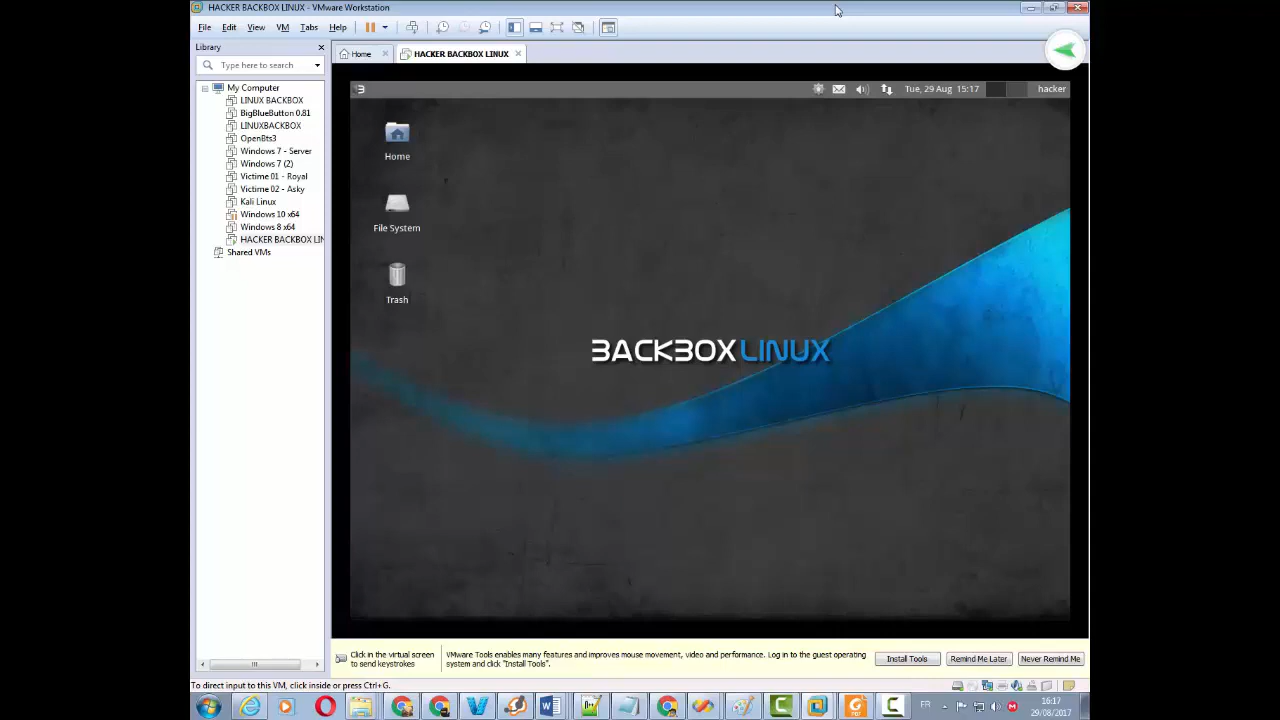 HACKER BACKBOX LINUX - VMware Workstation
File Edit View VM Tabs Help
Library
Type here to search
My Computer
LINUX BACKBOX
BigBlueButton 0.81
LINUXBACKBOX
OpenBts3
Windows 7 - Server
Windows 7 (2)
Victime 01 - Royal
Victime 02 - Asky
Kali Linux
Windows 10 x64
Windows 8 x64
HACKER BACKBOX LIN
Shared VMs
Home
HACKER BACKBOX LINUX
Tue, 29 Aug 15:17
hacker
Home
File System
Trash
BACKBOX LINUX
Click in the virtual screen
to send keystrokes
VMware Tools enables many features and improves mouse movement, video and performance. Log in to the guest operating
system and click "Install Tools".
Install Tools
Remind Me Later
Never Remind Me
To direct input to this VM, click inside or press Ctrl+G.
FR
16:17
29/08/2017